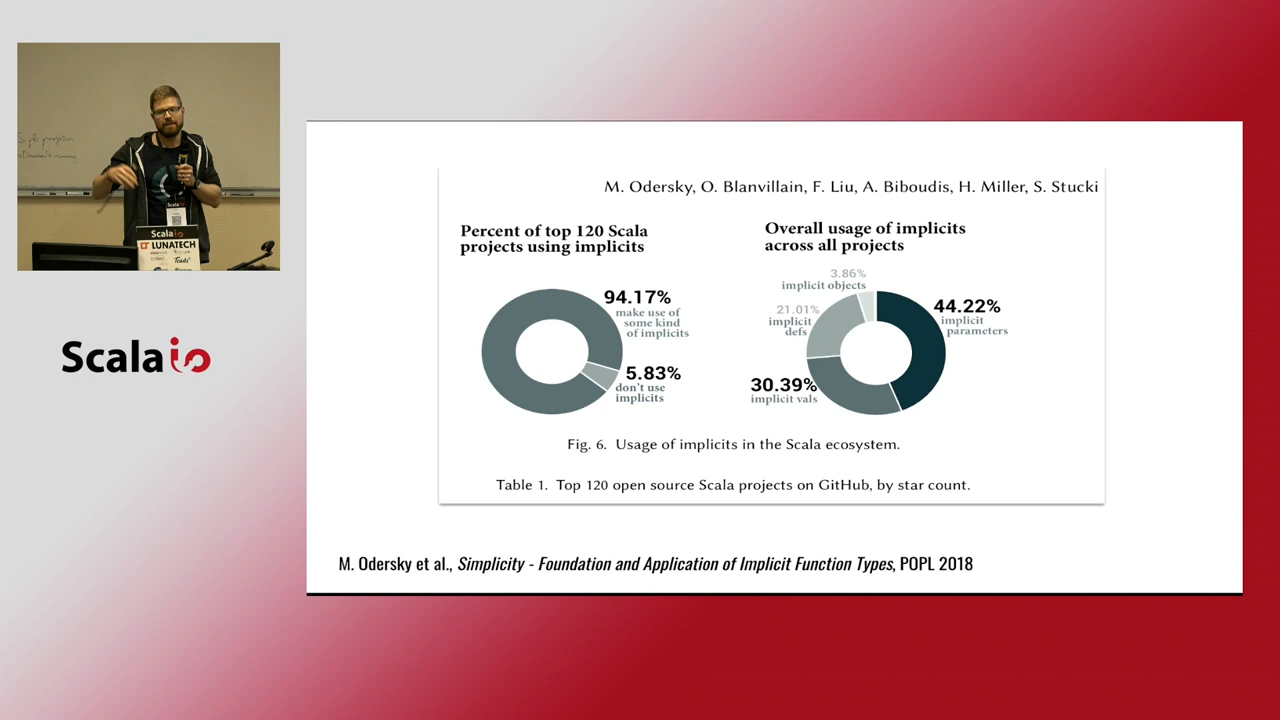 Scala
LUNATECH
Scala io
M. Odersky, O. Blanvillain, F. Liu, A. Biboudis, H. Miller, S. Stucki
Percent of top 120 Scala
projects using implicits
94.17%
make use of
some kind
of implicits
5.83%
don't use
implicits
Overall usage of implicits
across all projects
3.86%
implicit objects
21.01%
implicit
defs
44.22%
implicit
parameters
30.39%
implicit vals
Fig. 6. Usage of implicits in the Scala ecosystem.
Table 1. Top 120 open source Scala projects on GitHub, by star count.
M. Odersky et al., Simplicity - Foundation and Application of Implicit Function Types, POPL 2018